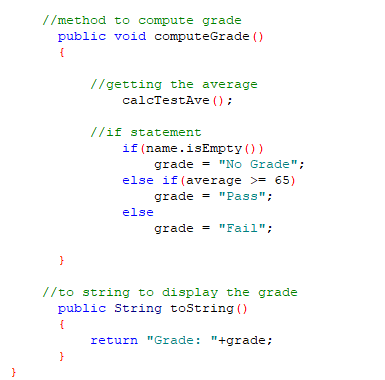 //method to compute grade
public void computeGrade()
{
//getting the average
calcTestAve();
//if statement
if(name.isEmpty())
grade = "No Grade";
else if(average >= 65)
grade = "Pass";
else
grade = "Fail";
}
//to string to display the grade
public String toString()
{
return "Grade: "+grade;
}
}